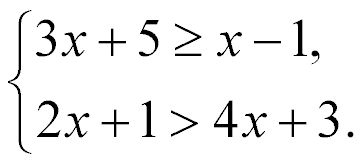 3x + 5 ≥ x − 1,
2x + 1 > 4x + 3.